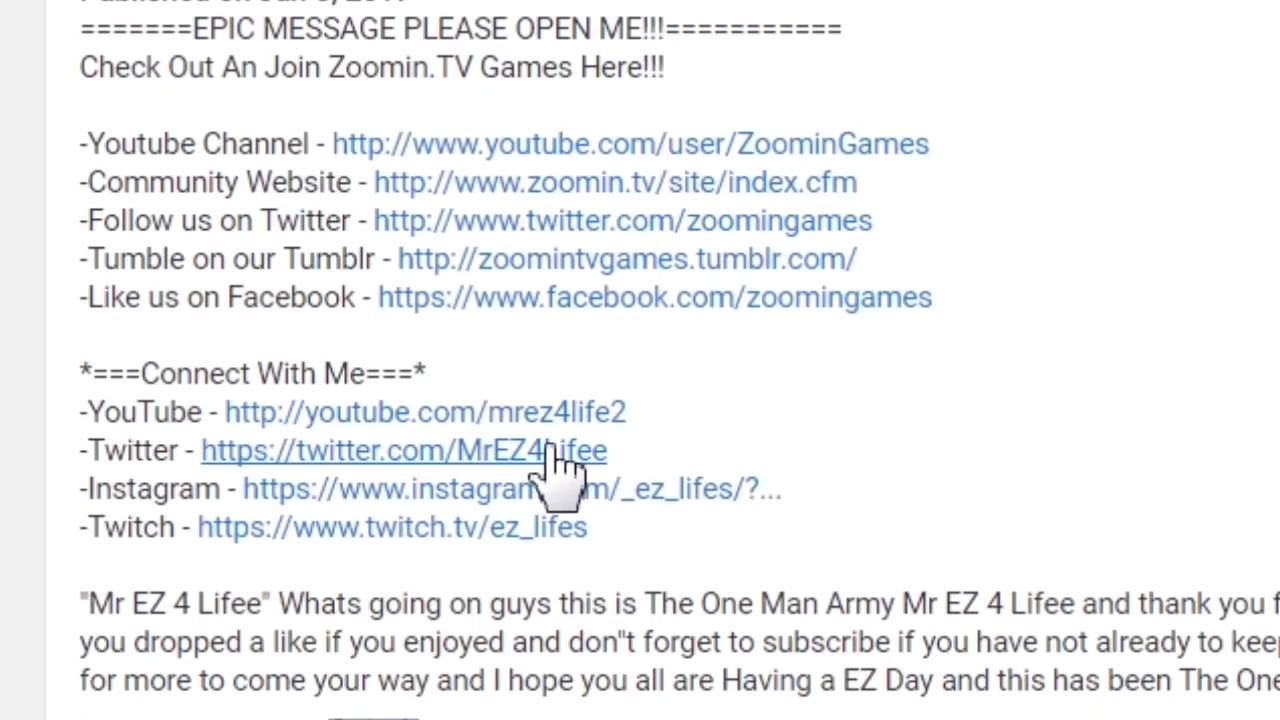 =======EPIC MESSAGE PLEASE OPEN ME!!!===========
Check Out An Join Zoomin.TV Games Here!!!
-Youtube Channel - http://www.youtube.com/user/ZoominGames
-Community Website - http://www.zoomin.tv/site/index.cfm
-Follow us on Twitter - http://www.twitter.com/zoomingames
-Tumble on our Tumblr - http://zoomintvgames.tumblr.com/
-Like us on Facebook - https://www.facebook.com/zoomingames
*===Connect With Me===*
-YouTube - http://youtube.com/mrez4life2
-Twitter - https://twitter.com/MrEZ4Lifee
-Instagram - https://www.instagram.com/_ez_lifes/?...
-Twitch - https://www.twitch.tv/ez_lifes
"Mr EZ 4 Lifee" Whats going on guys this is The One Man Army Mr EZ 4 Lifee and thank you
you dropped a like if you enjoyed and don"t forget to subscribe if you have not already to
for more to come your way and I hope you all are Having a EZ Day and this has been The